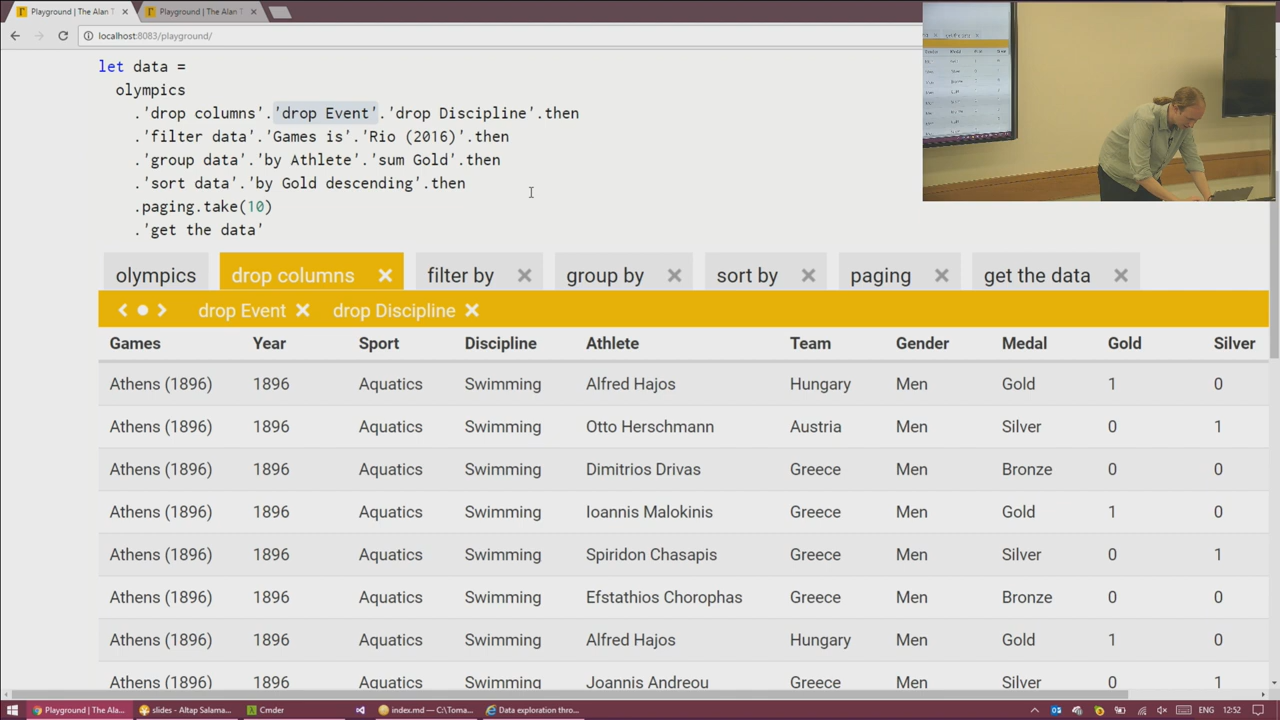 Playground | The Alan T
Playground | The Alan T
localhost:8083/playground/
let data =
olympics
.'drop columns'.'drop Event'.'drop Discipline'.then
.'filter data'.'Games is'.'Rio (2016)'.then
.'group data'.'by Athlete'.'sum Gold'.then
.'sort data'.'by Gold descending'.then
.paging.take(10)
.'get the data'
olympics drop columns filter by group by sort by paging get the data
drop Event drop Discipline
Games Year Sport Discipline Athlete Team Gender Medal Gold Silver
Athens (1896) 1896 Aquatics Swimming Alfred Hajos Hungary Men Gold 1 0
Athens (1896) 1896 Aquatics Swimming Otto Herschmann Austria Men Silver 0 1
Athens (1896) 1896 Aquatics Swimming Dimitrios Drivas Greece Men Bronze 0 0
Athens (1896) 1896 Aquatics Swimming Ioannis Malokinis Greece Men Gold 1 0
Athens (1896) 1896 Aquatics Swimming Spiridon Chasapis Greece Men Silver 0 1
Athens (1896) 1896 Aquatics Swimming Efstathios Chorophas Greece Men Bronze 0 0
Athens (1896) 1896 Aquatics Swimming Alfred Hajos Hungary Men Gold 1 0
Athens (1896) 1896 Aquatics Swimming Joannis Andreou Greece Men Silver 0 1
Playground | The Ala... slides - Altap Salama... Cmder index.md — C:\Toma... Data exploration thro... ENG 12:52